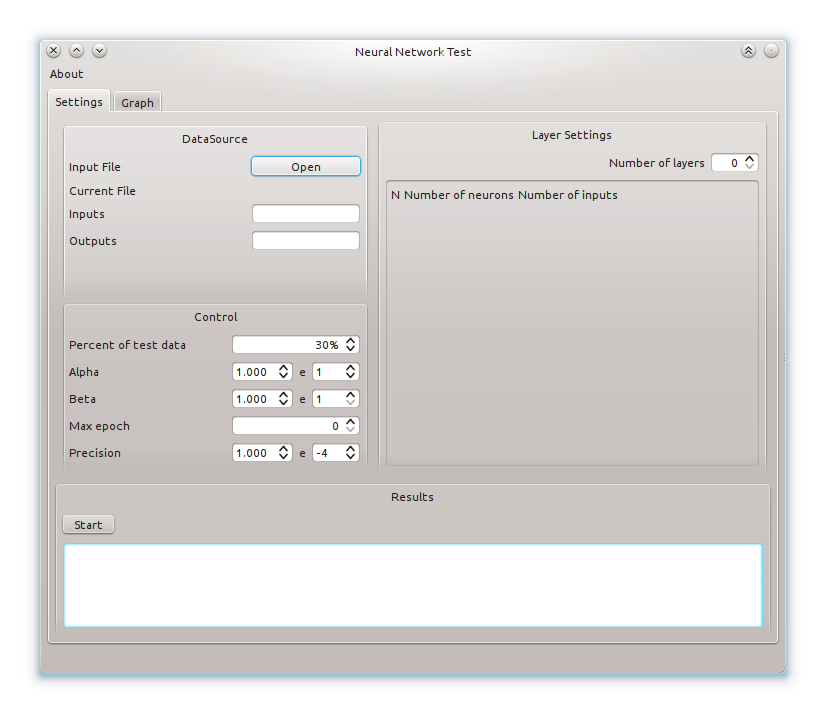 Neural Network Test
About
Settings Graph
DataSource
Input File Open
Current File
Inputs
Outputs
Control
Percent of test data 30%
Alpha 1.000 e 1
Beta 1.000 e 1
Max epoch 0
Precision 1.000 e -4
Layer Settings
Number of layers 0
N Number of neurons Number of inputs
Results
Start